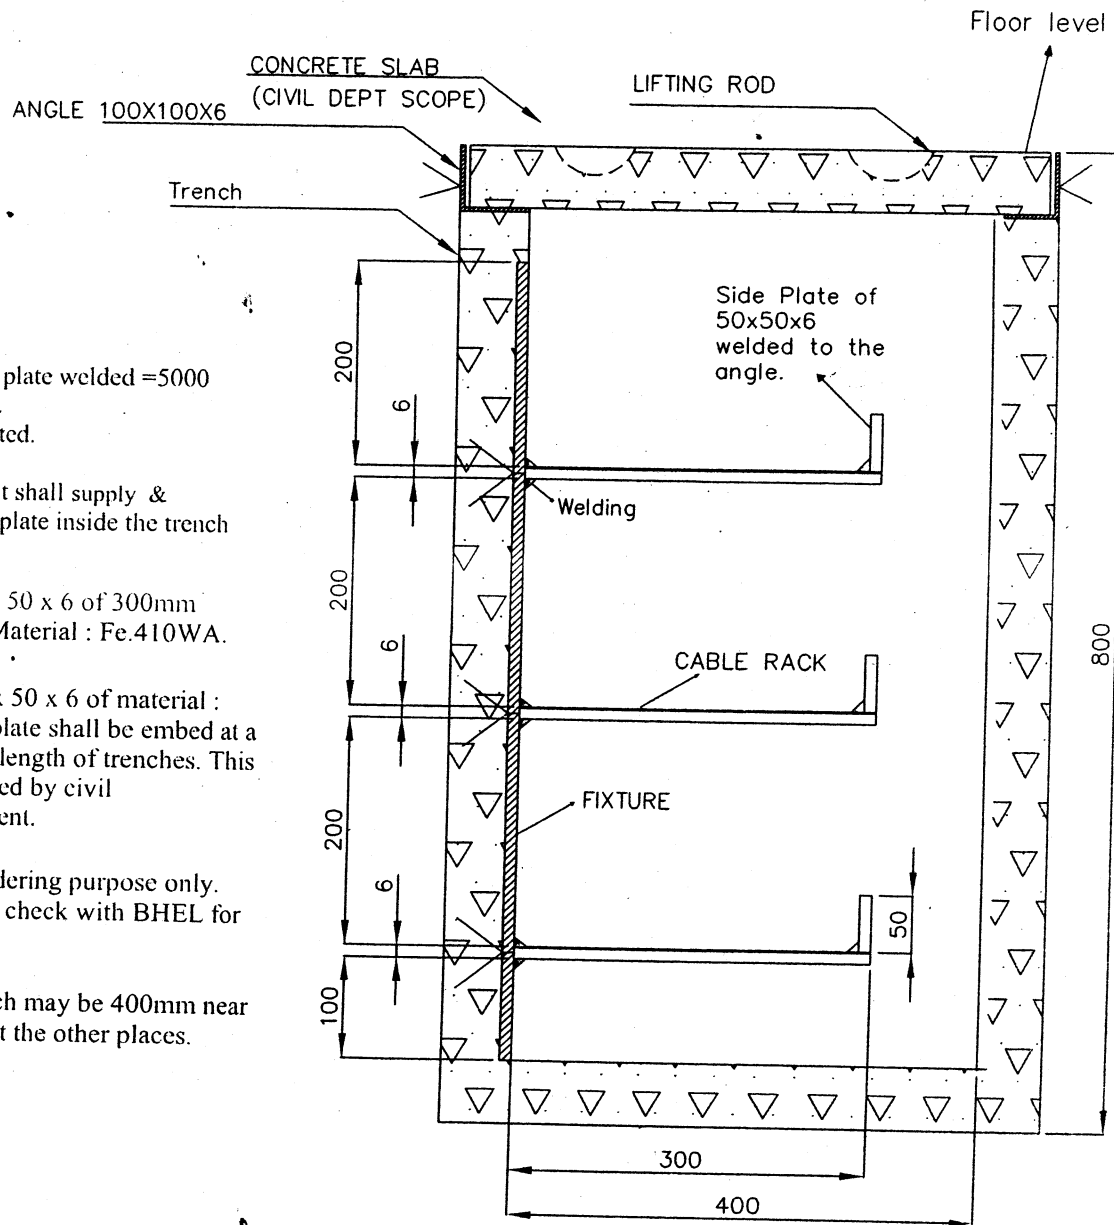 Floor level
CONCRETE SLAB
(CIVIL DEPT SCOPE)
LIFTING ROD
ANGLE 100X100X6
Trench
Side Plate of
50x50x6
welded to the
angle.
200
6
Welding
200
6
CABLE RACK
800
FIXTURE
200
6
50
100
300
400
plate welded =5000
ted.
t shall supply &
plate inside the trench
50 x 6 of 300mm
Material : Fe.410WA.
x 50 x 6 of material :
plate shall be embed at a
length of trenches. This
ed by civil
ent.
dering purpose only.
check with BHEL for
ch may be 400mm near
t the other places.